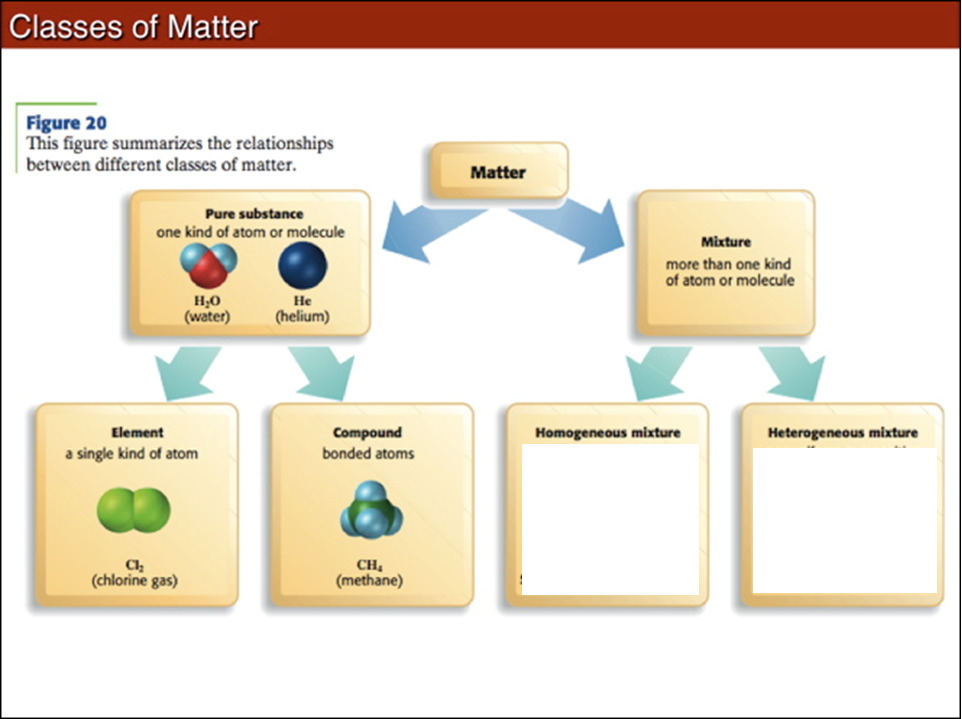 Classes of Matter
Figure 20
This figure summarizes the relationships
between different classes of matter.
Matter
Pure substance
one kind of atom or molecule
H₂O
(water)
He
(helium)
Mixture
more than one kind
of atom or molecule
Element
a single kind of atom
Cl₂
(chlorine gas)
Compound
bonded atoms
CH₄
(methane)
Homogeneous mixture
Heterogeneous mixture